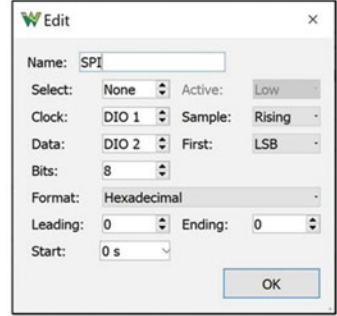 Edit
Name: SPI
Select: None Active: Low
Clock: DIO 1 Sample: Rising
Data: DIO 2 First: LSB
Bits: 8
Format: Hexadecimal
Leading: 0 Ending: 0
Start: 0 s
OK